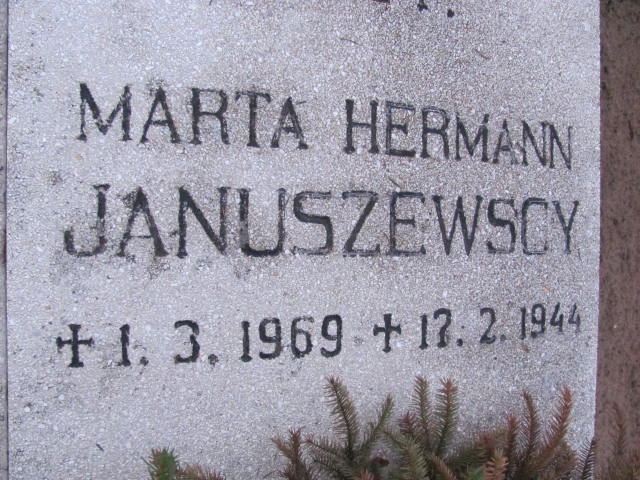 MARTA HERMANN
JANUSZEWSCY
✝ 1. 3. 1969 ✝ 17. 2. 1944